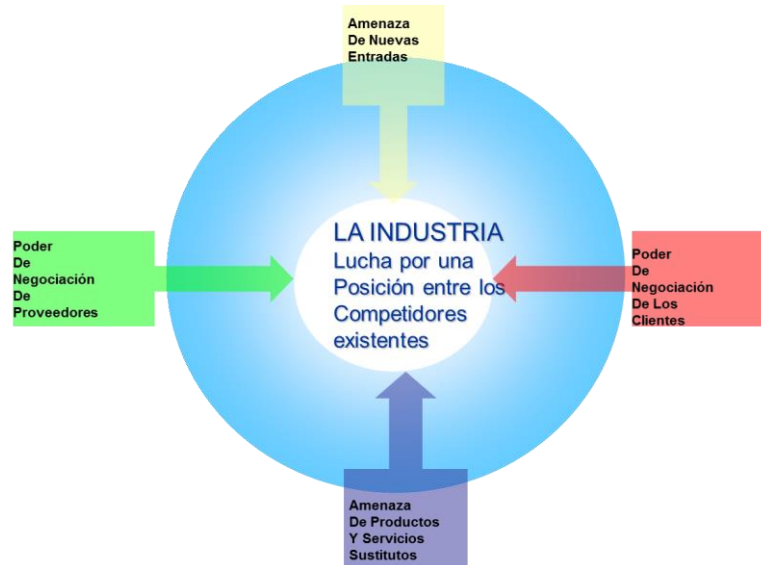 Amenaza
De Nuevas
Entradas
LA INDUSTRIA
Lucha por una
Posición entre los
Competidores
existentes
Poder
De
Negociación
De
Proveedores
Poder
De
Negociación
De Los
Clientes
Amenaza
De Productos
Y Servicios
Sustitutos